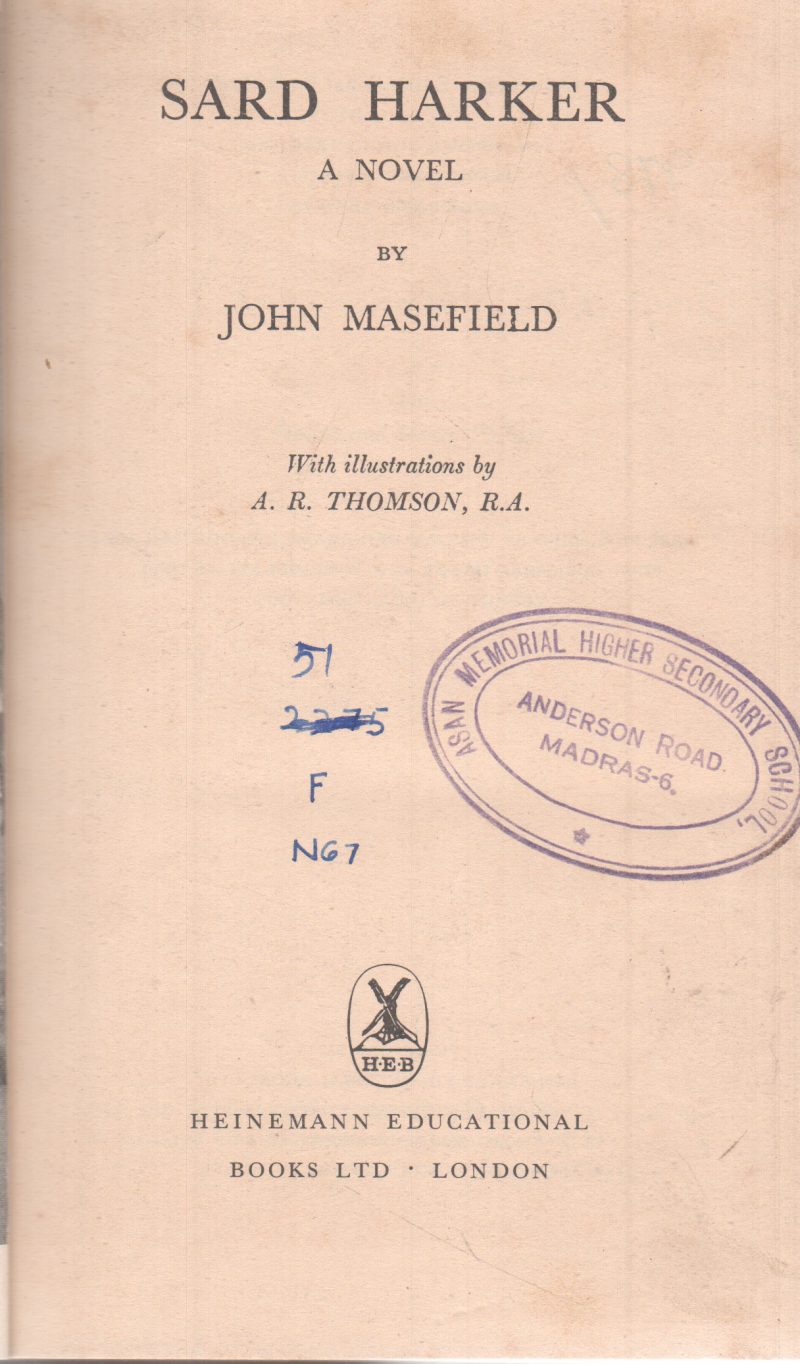 SARD HARKER
A NOVEL
BY
JOHN MASEFIELD
With illustrations by
A. R. THOMSON, R.A.
51
2275
F
N67
ASAN MEMORIAL HIGHER SECONDARY SCHOOL,
ANDERSON ROAD.
MADRAS-6.
H·E·B
HEINEMANN EDUCATIONAL
BOOKS LTD · LONDON